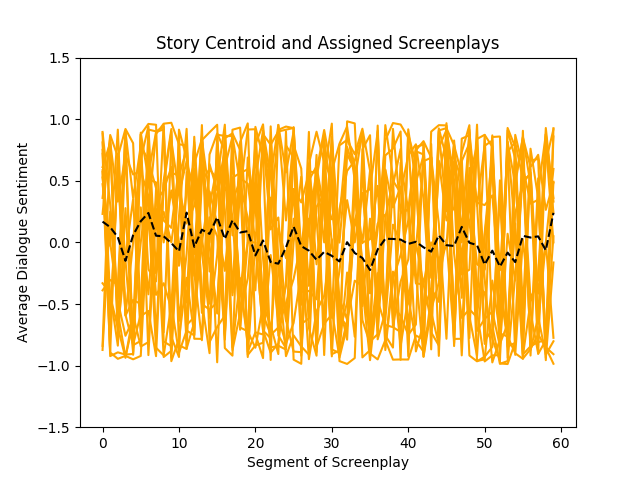 Story Centroid and Assigned Screenplays
1.5
1.0
0.5
0.0
−0.5
−1.0
−1.5
Average Dialogue Sentiment
0 10 20 30 40 50 60
Segment of Screenplay